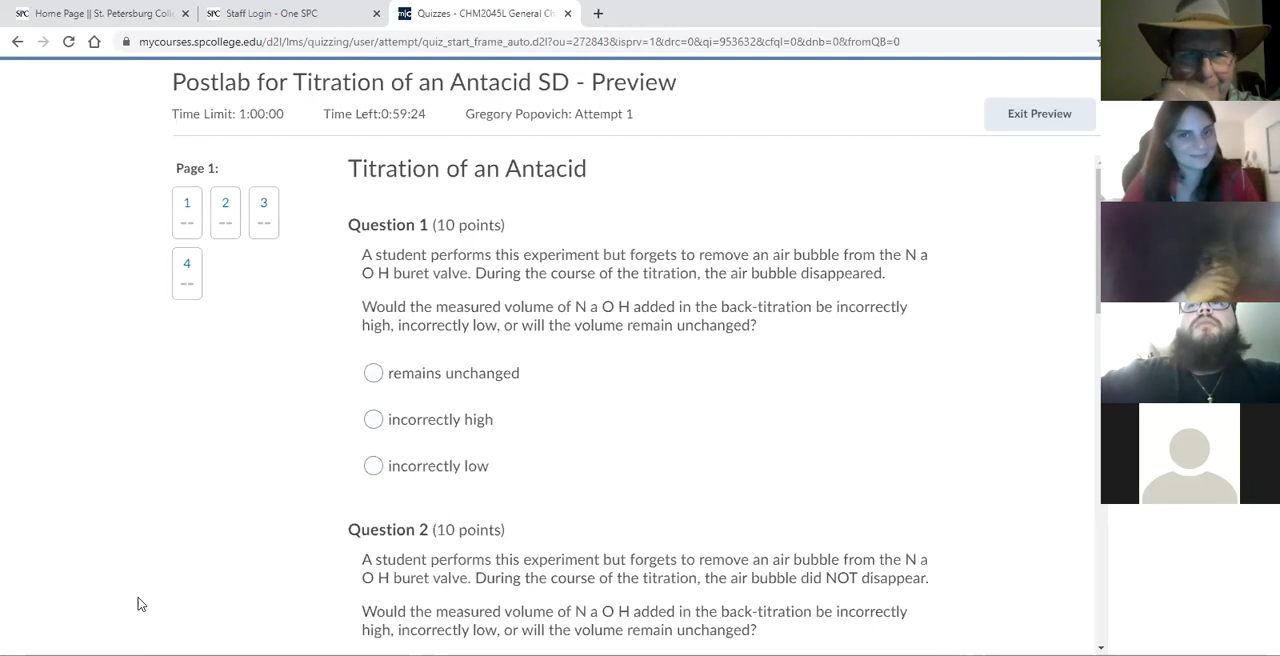 Home Page || St. Petersburg Colle
Staff Login - One SPC
Quizzes - CHM2045L General Ch
mycourses.spcollege.edu/d2l/lms/quizzing/user/attempt/quiz_start_frame_auto.d2l?ou=272843&isprv=1&drc=0&qi=953632&cfql=0&dnb=0&fromQB=0
Postlab for Titration of an Antacid SD - Preview
Time Limit: 1:00:00 Time Left:0:59:24 Gregory Popovich: Attempt 1
Exit Preview
Page 1:
1 2 3
-- -- --
4
--
Titration of an Antacid
Question 1 (10 points)
A student performs this experiment but forgets to remove an air bubble from the N a
O H buret valve. During the course of the titration, the air bubble disappeared.
Would the measured volume of N a O H added in the back-titration be incorrectly
high, incorrectly low, or will the volume remain unchanged?
remains unchanged
incorrectly high
incorrectly low
Question 2 (10 points)
A student performs this experiment but forgets to remove an air bubble from the N a
O H buret valve. During the course of the titration, the air bubble did NOT disappear.
Would the measured volume of N a O H added in the back-titration be incorrectly
high, incorrectly low, or will the volume remain unchanged?